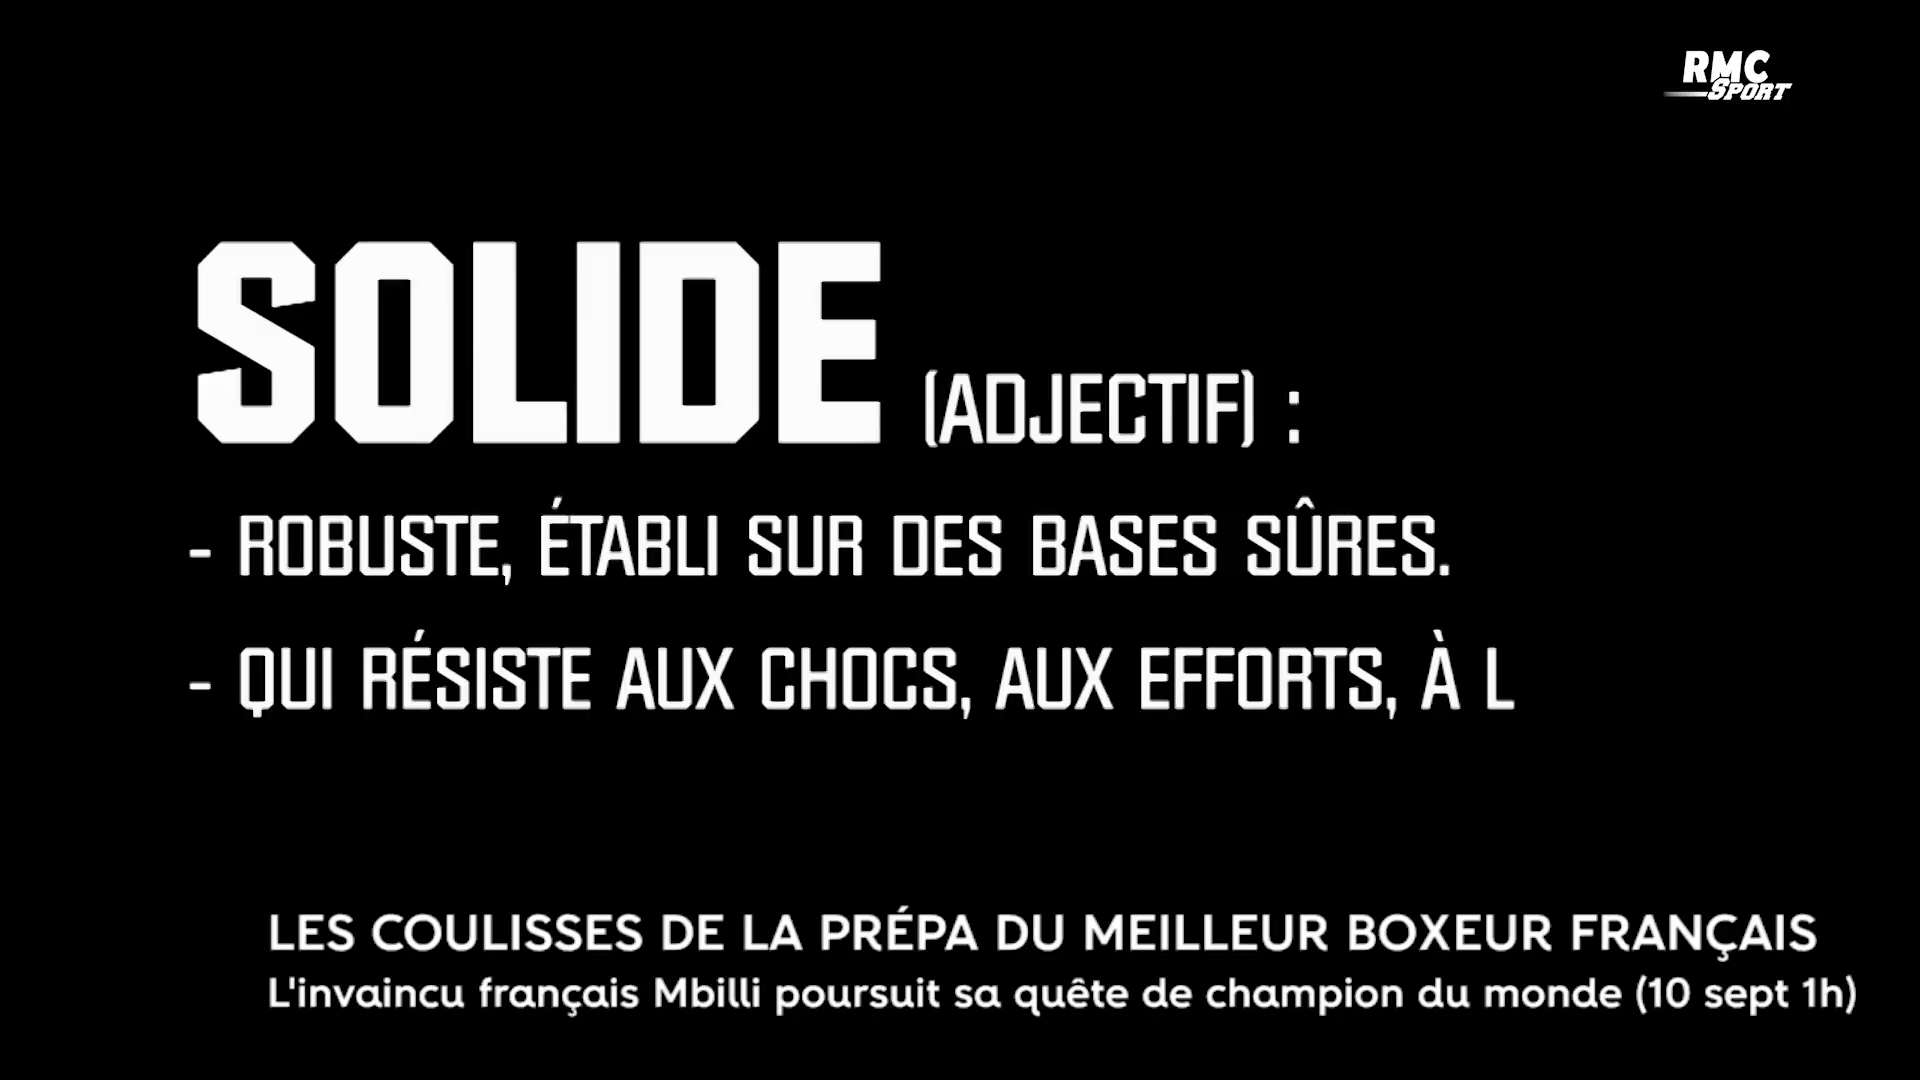 RMC
SPORT
SOLIDE (ADJECTIF) :
- ROBUSTE, ÉTABLI SUR DES BASES SÛRES.
- QUI RÉSISTE AUX CHOCS, AUX EFFORTS, À L
LES COULISSES DE LA PRÉPA DU MEILLEUR BOXEUR FRANÇAIS
L'invaincu français Mbilli poursuit sa quête de champion du monde (10 sept 1h)